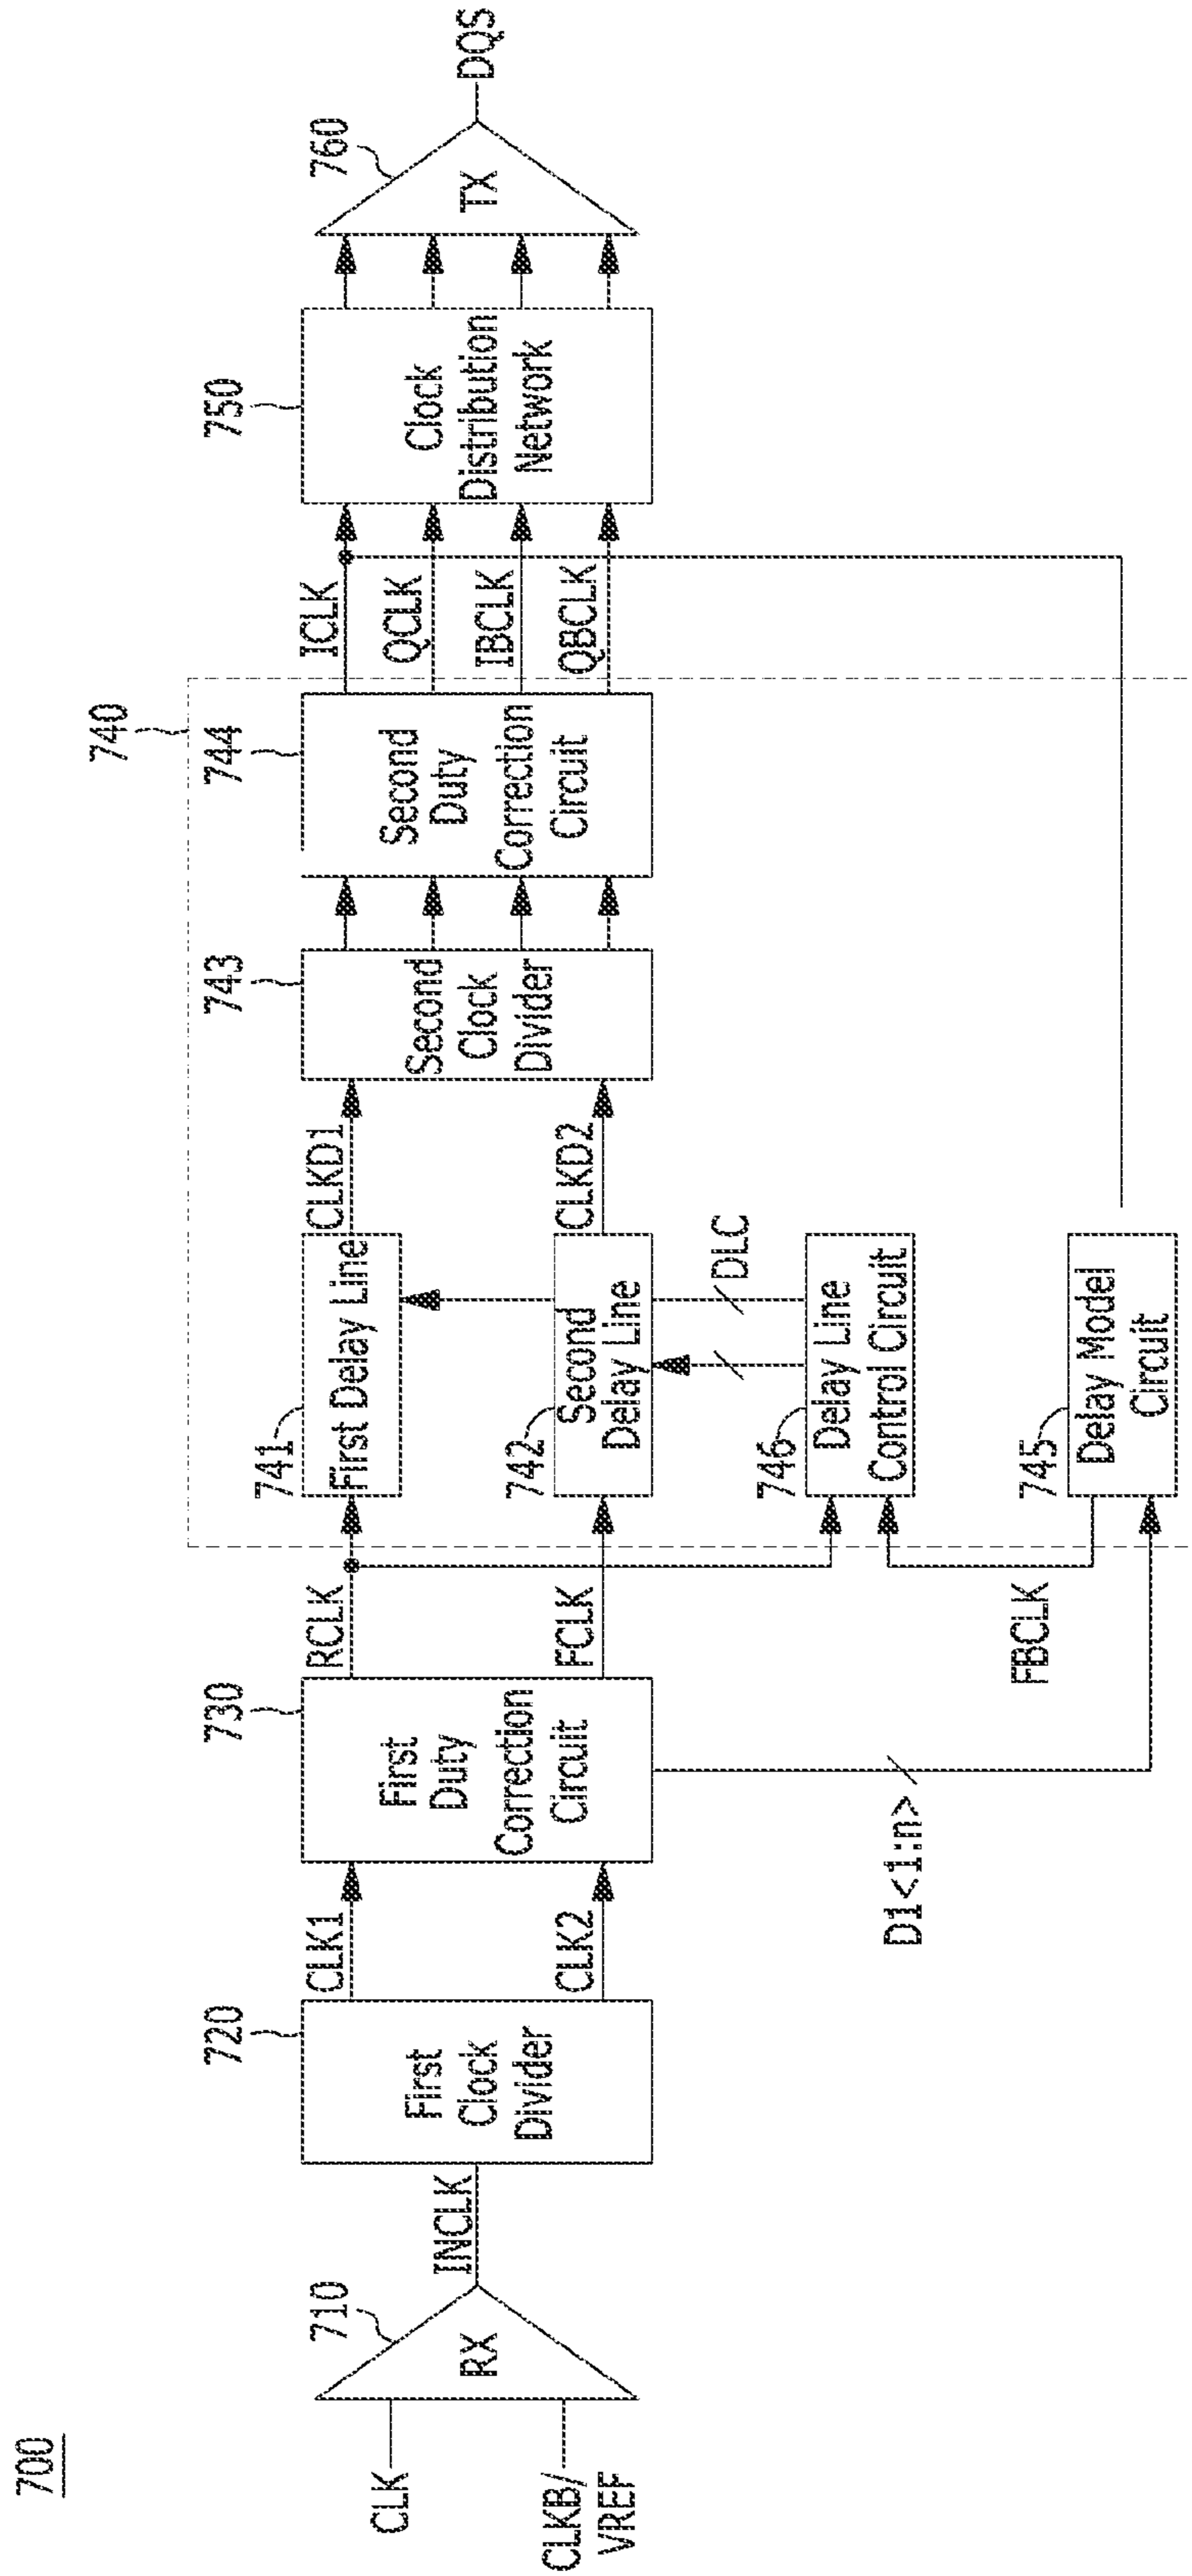 700
CLK
CLKB/
VREF
710
RX
INCLK
720
First
Clock
Divider
CLK1
CLK2
730
First
Duty
Correction
Circuit
RCLK
FCLK
D1<1:n>
FBCLK
740
741
First Delay Line
742
Second
Delay Line
746
Delay Line
Control Circuit
745
Delay Model
Circuit
DLC
CLKD1
CLKD2
743
Second
Clock
Divider
744
Second
Duty
Correction
Circuit
ICLK
QCLK
IBCLK
QBCLK
750
Clock
Distribution
Network
760
TX
DQS